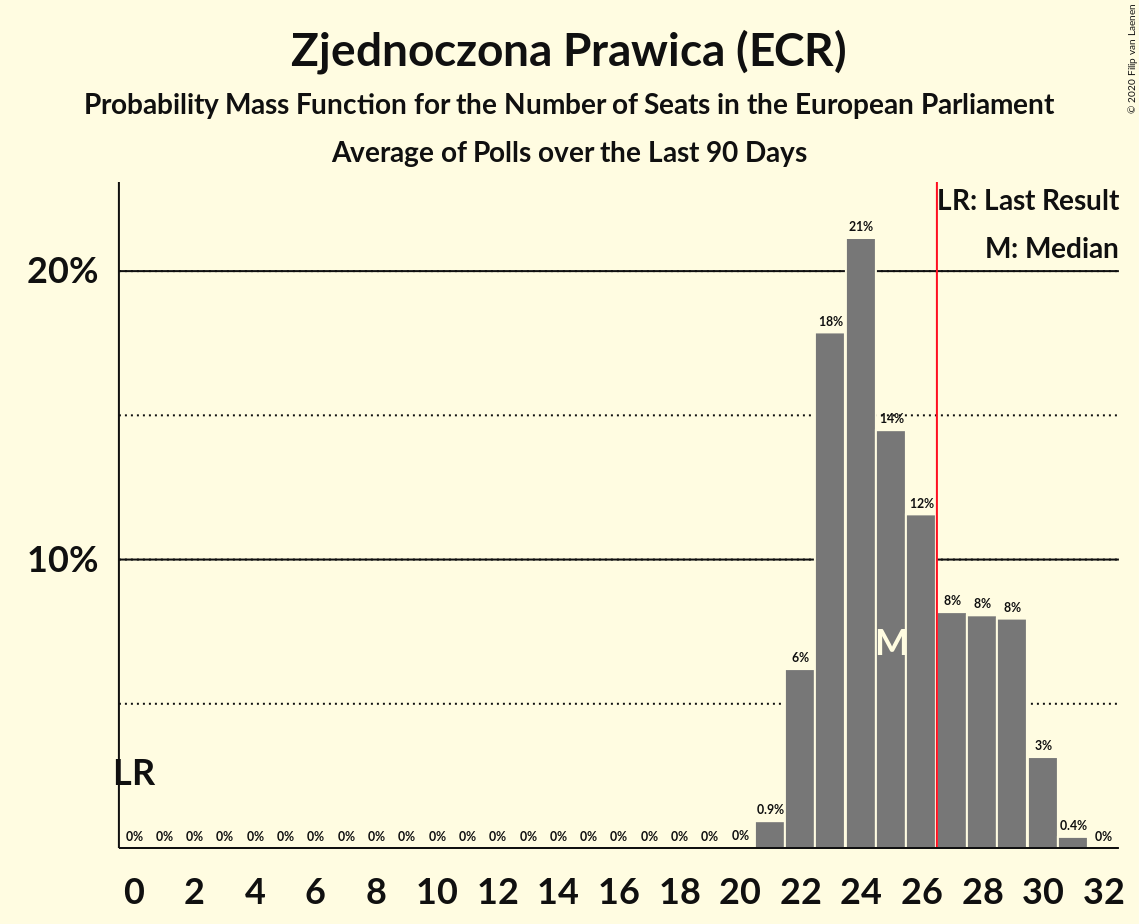 Zjednoczona Prawica (ECR)
Probability Mass Function for the Number of Seats in the European Parliament
Average of Polls over the Last 90 Days
© 2020 Filip van Laenen
LR: Last Result
M: Median
20%
10%
21%
18%
14%
12%
8% 8% 8%
6%
3%
0.9%
0.4%
M
LR
0% 0% 0% 0% 0% 0% 0% 0% 0% 0% 0% 0% 0% 0% 0% 0% 0% 0% 0% 0% 0% 0%
0 2 4 6 8 10 12 14 16 18 20 22 24 26 28 30 32